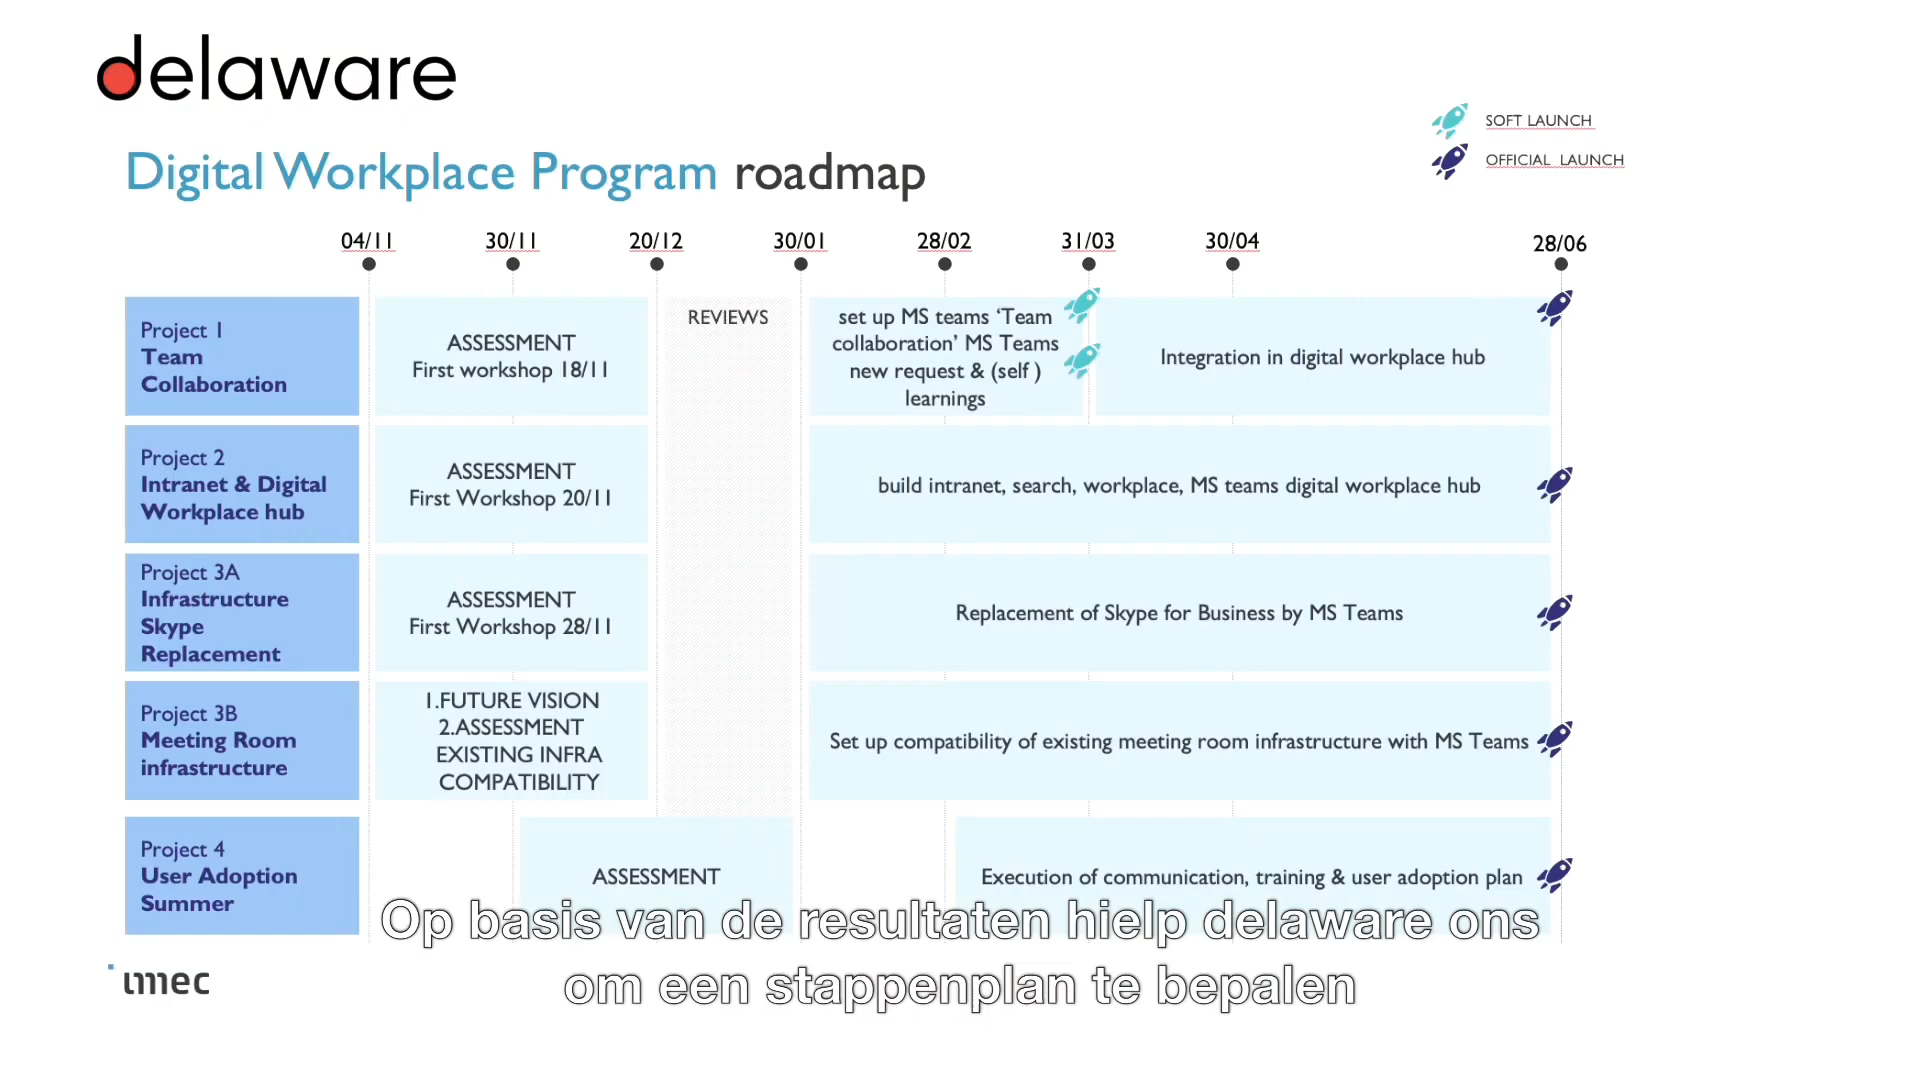 delaware
SOFT LAUNCH
OFFICIAL LAUNCH
Digital Workplace Program roadmap
04/11 30/11 20/12 30/01 28/02 31/03 30/04 28/06
Project 1
Team
Collaboration
ASSESSMENT
First workshop 18/11
REVIEWS
set up MS teams ‘Team
collaboration’ MS Teams
new request & (self )
learnings
Integration in digital workplace hub
Project 2
Intranet & Digital
Workplace hub
ASSESSMENT
First Workshop 20/11
build intranet, search, workplace, MS teams digital workplace hub
Project 3A
Infrastructure
Skype
Replacement
ASSESSMENT
First Workshop 28/11
Replacement of Skype for Business by MS Teams
Project 3B
Meeting Room
infrastructure
1.FUTURE VISION
2.ASSESSMENT
EXISTING INFRA
COMPATIBILITY
Set up compatibility of existing meeting room infrastructure with MS Teams
Project 4
User Adoption
Summer
ASSESSMENT
Execution of communication, training & user adoption plan
Op basis van de resultaten hielp delaware ons
om een stappenplan te bepalen
imec